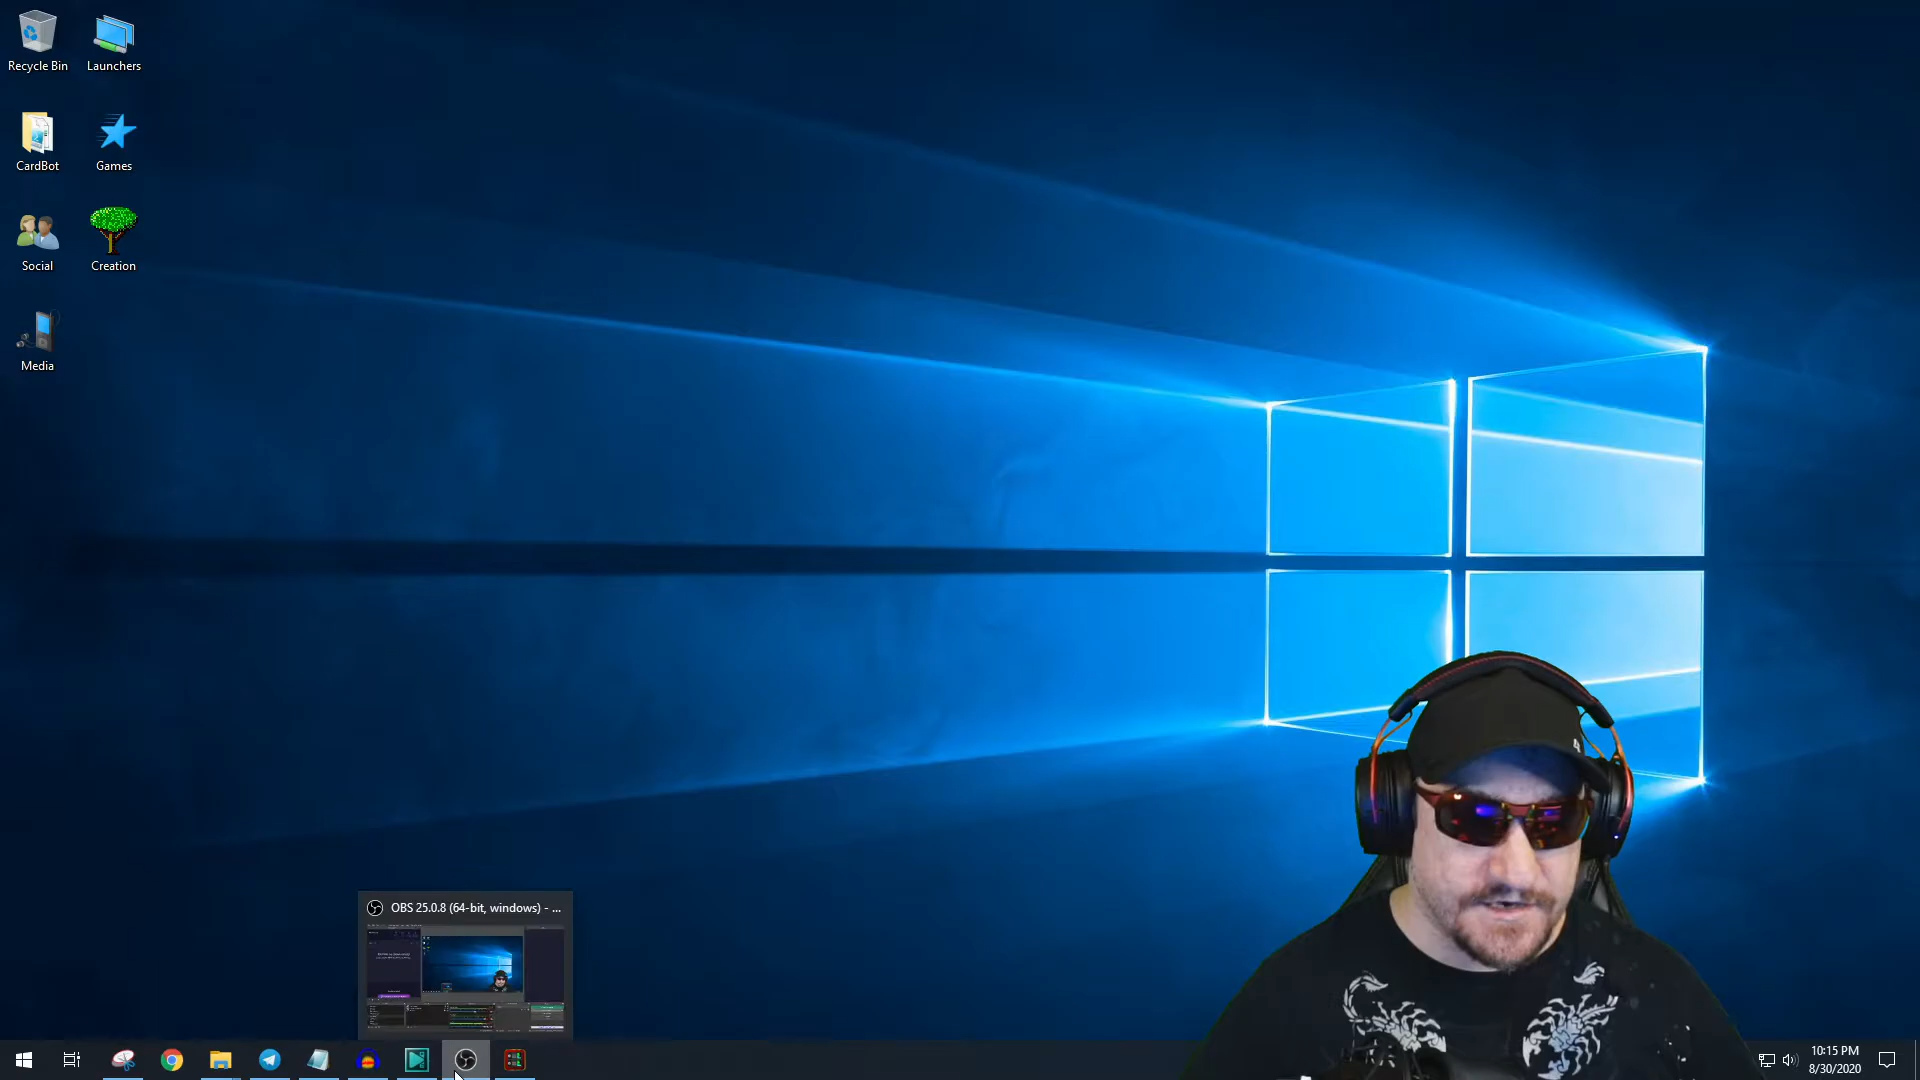 Recycle Bin
Launchers
CardBot
Games
Social
Creation
Media
OBS 25.0.8 (64-bit, windows) - ...
10:15 PM
8/30/2020